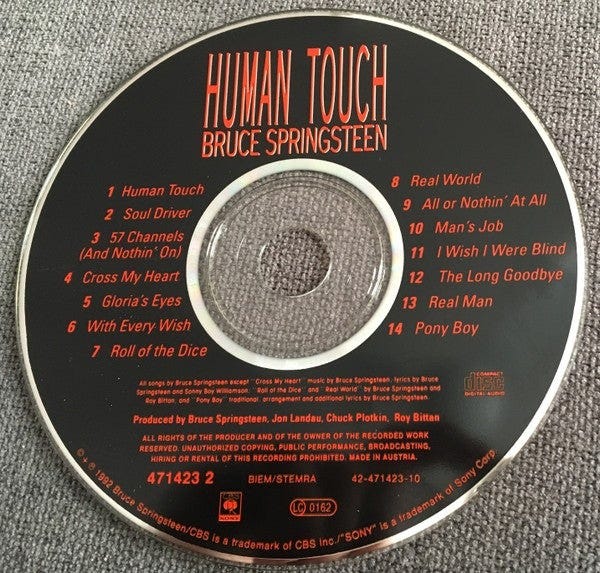 HUMAN TOUCH
BRUCE SPRINGSTEEN
1 Human Touch
2 Soul Driver
3 57 Channels
(And Nothin' On)
4 Cross My Heart
5 Gloria's Eyes
6 With Every Wish
7 Roll of the Dice
8 Real World
9 All or Nothin' At All
10 Man's Job
11 I Wish I Were Blind
12 The Long Goodbye
13 Real Man
14 Pony Boy
All songs by Bruce Springsteen except "Cross My Heart" music by Bruce Springsteen, lyrics by Bruce
Springsteen and Sonny Boy Williamson; "Roll of the Dice" and "Real World" by Bruce Springsteen and
Roy Bittan, and "Pony Boy" traditional, arrangement and additional lyrics by Bruce Springsteen.
COMPACT
disc
DIGITAL AUDIO
Produced by Bruce Springsteen, Jon Landau, Chuck Plotkin, Roy Bittan
ALL RIGHTS OF THE PRODUCER AND OF THE OWNER OF THE RECORDED WORK
RESERVED. UNAUTHORIZED COPYING, PUBLIC PERFORMANCE, BROADCASTING,
HIRING OR RENTAL OF THIS RECORDING PROHIBITED. MADE IN AUSTRIA.
471423 2 BIEM/STEMRA 42-471423-10
CBS
SONY
LC 0162
© + ℗ 1992 Bruce Springsteen/CBS is a trademark of CBS Inc./"SONY" is a trademark of Sony Corp.